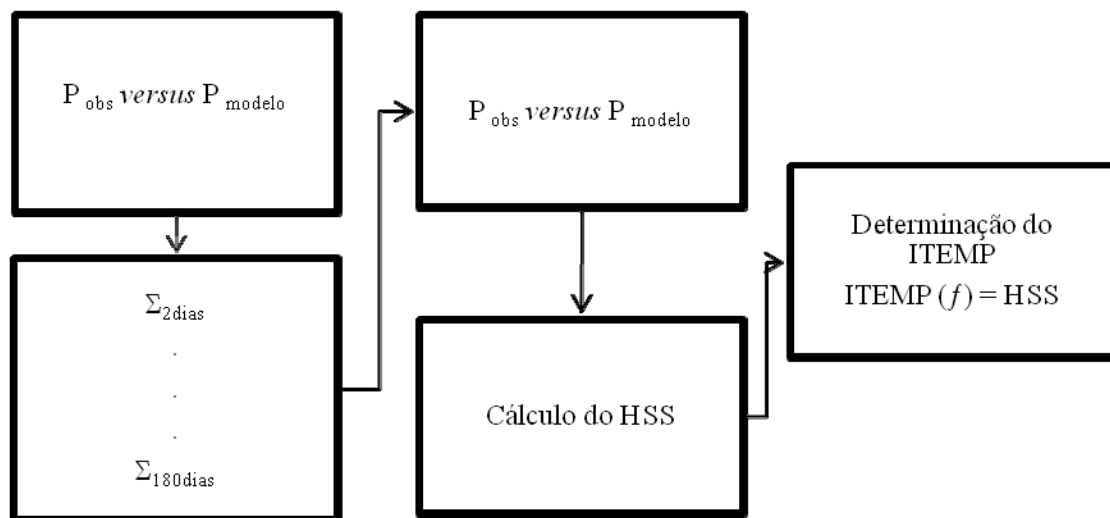 P obs versus P modelo
Σ2dias
.
.
.
Σ180dias
P obs versus P modelo
Cálculo do HSS
Determinação do
ITEMP
ITEMP (f) = HSS